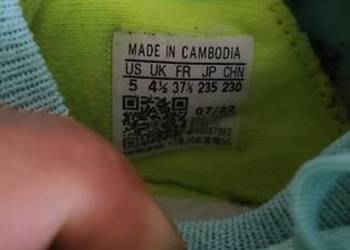 MADE IN CAMBODIA
US UK FR JP CHN
5 4½ 37⅓ 235 230
07/22